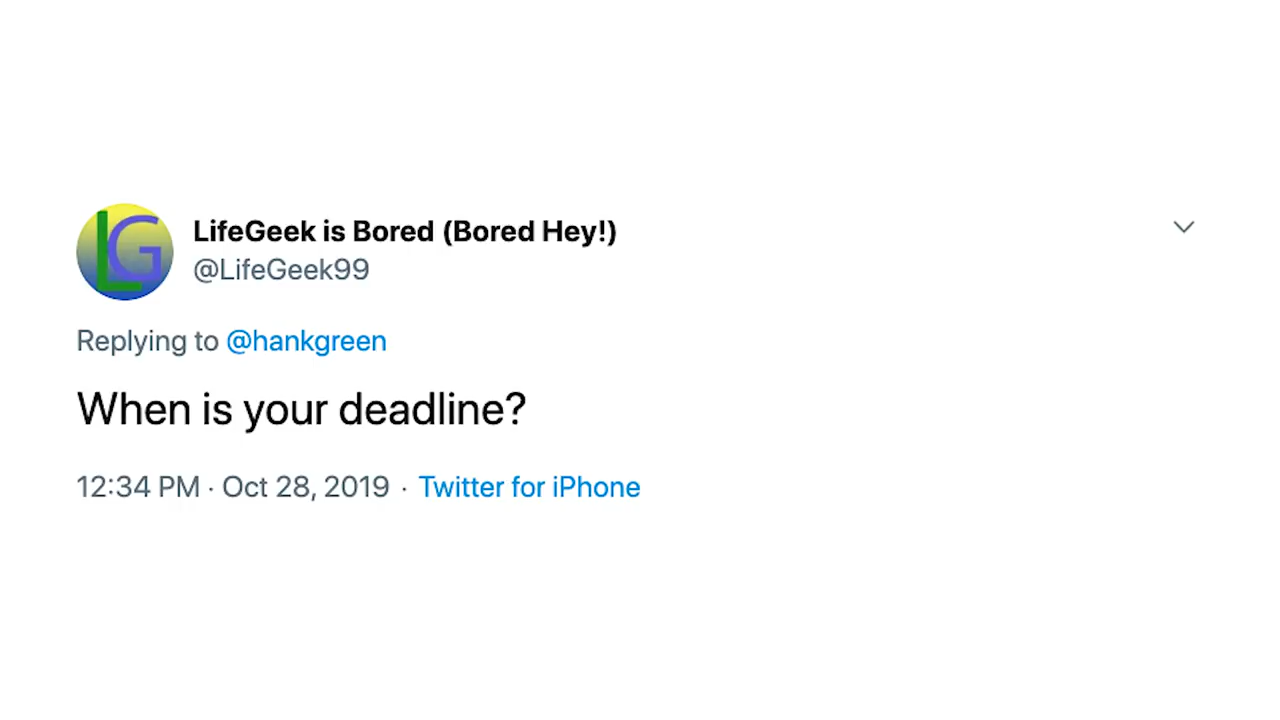 LG
LifeGeek is Bored (Bored Hey!)
@LifeGeek99
Replying to @hankgreen
When is your deadline?
12:34 PM · Oct 28, 2019 · Twitter for iPhone